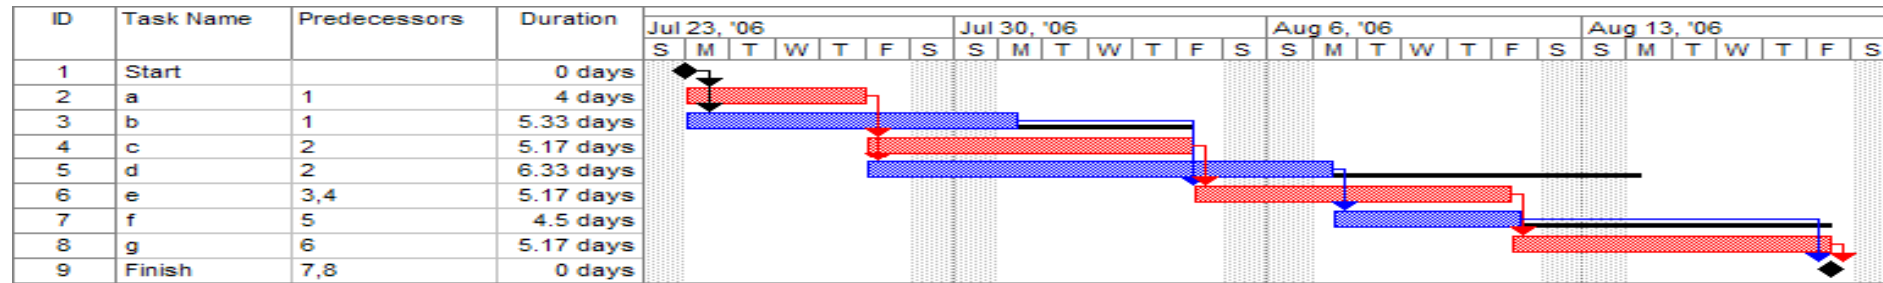 ID Task Name Predecessors Duration
Jul 23, '06 Jul 30, '06 Aug 6, '06 Aug 13, '06
S M T W T F S S M T W T F S S M T W T F S S M T W T F S
1 Start 0 days
2 a 1 4 days
3 b 1 5.33 days
4 c 2 5.17 days
5 d 2 6.33 days
6 e 3,4 5.17 days
7 f 5 4.5 days
8 g 6 5.17 days
9 Finish 7,8 0 days